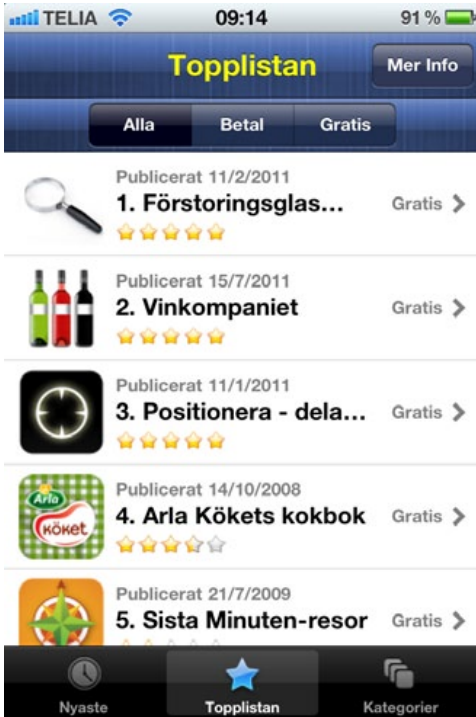 TELIA 09:14 91 %
Topplistan Mer Info
Alla Betal Gratis
Publicerat 11/2/2011
1. Förstoringsglas... Gratis
Publicerat 15/7/2011
2. Vinkompaniet Gratis
Publicerat 11/1/2011
3. Positionera - dela... Gratis
Arla
Köket
Publicerat 14/10/2008
4. Arla Kökets kokbok Gratis
Publicerat 21/7/2009
5. Sista Minuten-resor Gratis
Nyaste Topplistan Kategorier